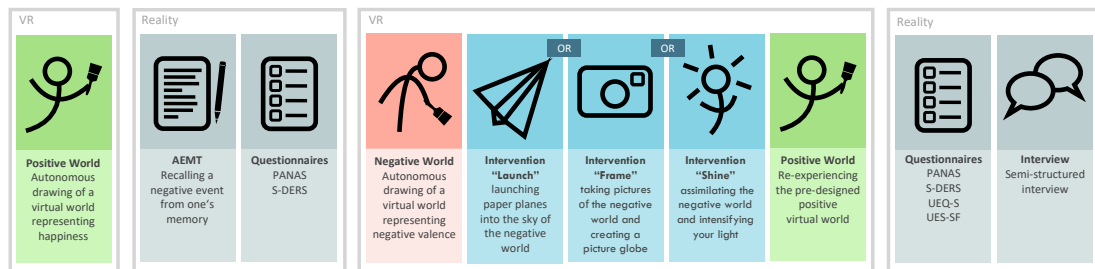 VR
Positive World
Autonomous
drawing of a
virtual world
representing
happiness
Reality
AEMT
Recalling a
negative event
from one's
memory
Questionnaires
PANAS
S-DERS
VR
Negative World
Autonomous
drawing of a
virtual world
representing
negative valence
OR
Intervention
“Launch”
launching
paper planes
into the sky of
the negative
world
OR
Intervention
“Frame”
taking pictures
of the negative
world and
creating a
picture globe
Intervention
“Shine”
assimilating the
negative world
and intensifying
your light
Positive World
Re-experiencing
the pre-designed
positive
virtual world
Reality
Questionnaires
PANAS
S-DERS
UEQ-S
UES-SF
Interview
Semi-structured
interview